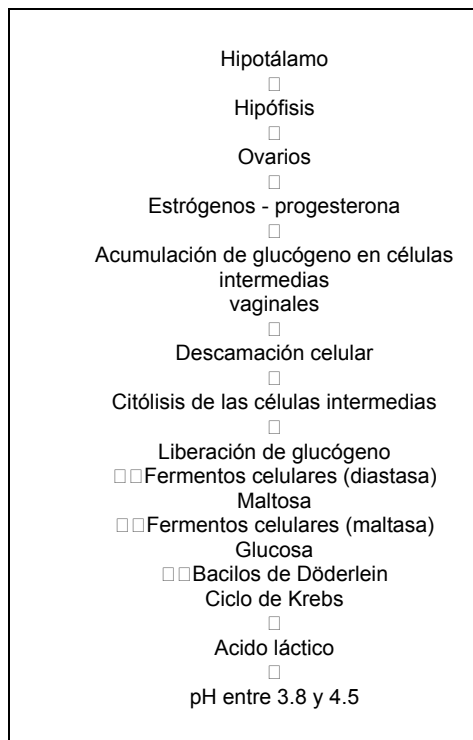 Hipotálamo
□
Hipófisis
□
Ovarios
□
Estrógenos - progesterona
□
Acumulación de glucógeno en células
intermedias
vaginales
□
Descamación celular
□
Citólisis de las células intermedias
□
Liberación de glucógeno
□□Fermentos celulares (diastasa)
Maltosa
□□Fermentos celulares (maltasa)
Glucosa
□□Bacilos de Döderlein
Ciclo de Krebs
□
Acido láctico
□
pH entre 3.8 y 4.5